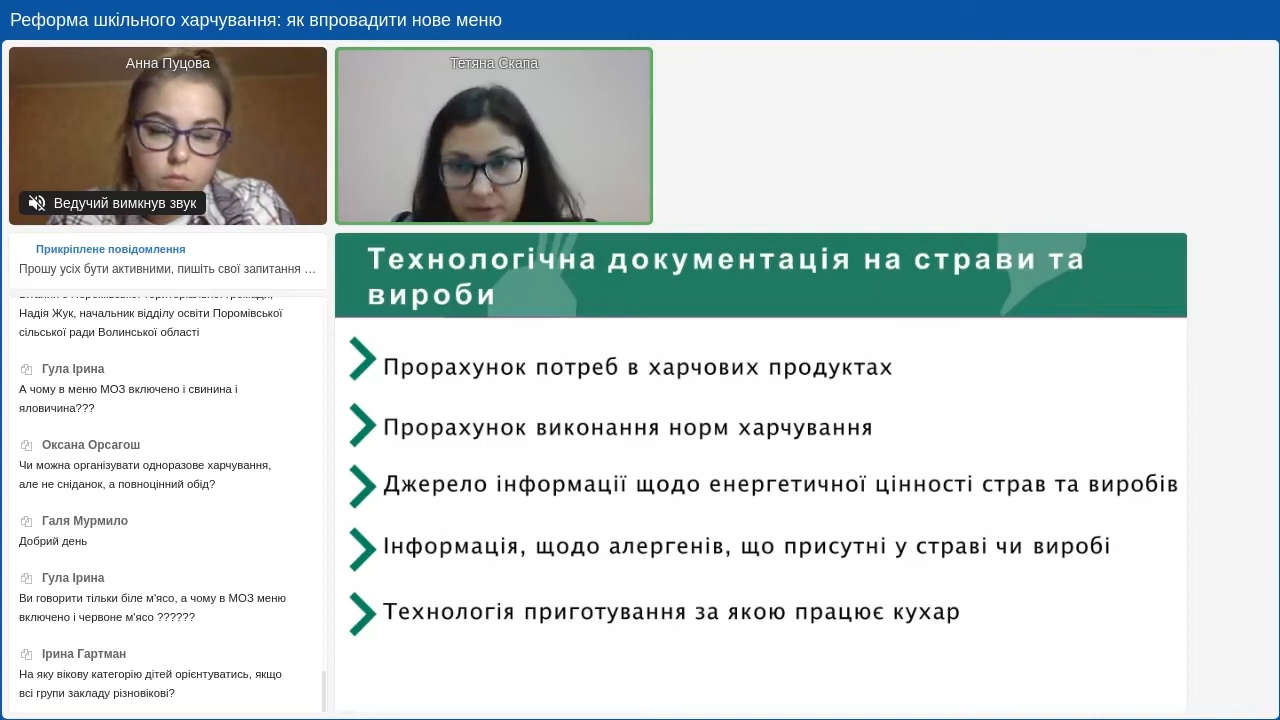 Реформа шкільного харчування: як впровадити нове меню
Анна Пуцова
Ведучий вимкнув звук
Тетяна Скапа
Прикріплене повідомлення
Прошу усіх бути активними, пишіть свої запитання ...
Надія Жук, начальник відділу освіти Поромівської
сільської ради Волинської області
Гула Ірина
А чому в меню МОЗ включено і свинина і
яловичина???
Оксана Орсагош
Чи можна організувати одноразове харчування,
але не сніданок, а повноцінний обід?
Галя Мурмило
Добрий день
Гула Ірина
Ви говорити тільки біле м'ясо, а чому в МОЗ меню
включено і червоне м'ясо ??????
Ірина Гартман
На яку вікову категорію дітей орієнтуватись, якщо
всі групи закладу різновікові?
Технологічна документація на страви та
вироби
Прорахунок потреб в харчових продуктах
Прорахунок виконання норм харчування
Джерело інформації щодо енергетичної цінності страв та виробів
Інформація, щодо алергенів, що присутні у страві чи виробі
Технологія приготування за якою працює кухар